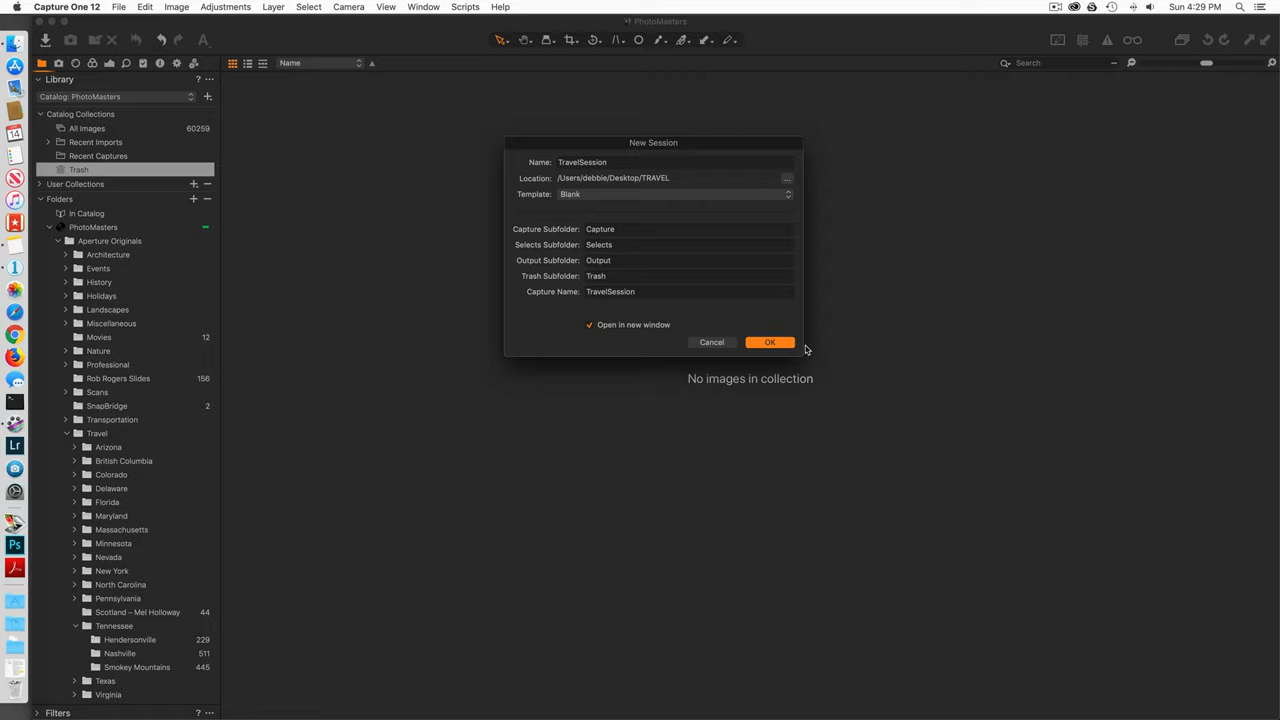 Capture One 12 File Edit Image Adjustments Layer Select Camera View Window Scripts Help Sun 4:29 PM
PhotoMasters
Name
Search
Library ? ...
Catalog: PhotoMasters
Catalog Collections
All Images 60259
Recent Imports
Recent Captures
Trash
User Collections
Folders
In Catalog
PhotoMasters
Aperture Originals
Architecture
Events
History
Holidays
Landscapes
Miscellaneous
Movies 12
Nature
Professional
Rob Rogers Slides 156
Scans
SnapBridge 2
Transportation
Travel
Arizona
British Columbia
Colorado
Delaware
Florida
Maryland
Massachusetts
Minnesota
Nevada
New York
North Carolina
Pennsylvania
Scotland – Mel Holloway 44
Tennessee
Hendersonville 229
Nashville 511
Smokey Mountains 445
Texas
Virginia
Filters ? ...
New Session
Name: TravelSession
Location: /Users/debbie/Desktop/TRAVEL ...
Template: Blank
Capture Subfolder: Capture
Selects Subfolder: Selects
Output Subfolder: Output
Trash Subfolder: Trash
Capture Name: TravelSession
Open in new window
Cancel OK
No images in collection
14
1
Lr
Ps